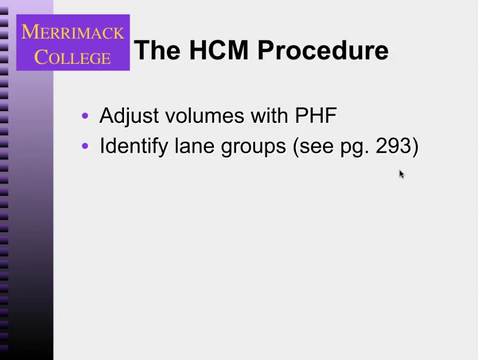 MERRIMACK
COLLEGE
The HCM Procedure
• Adjust volumes with PHF
• Identify lane groups (see pg. 293)